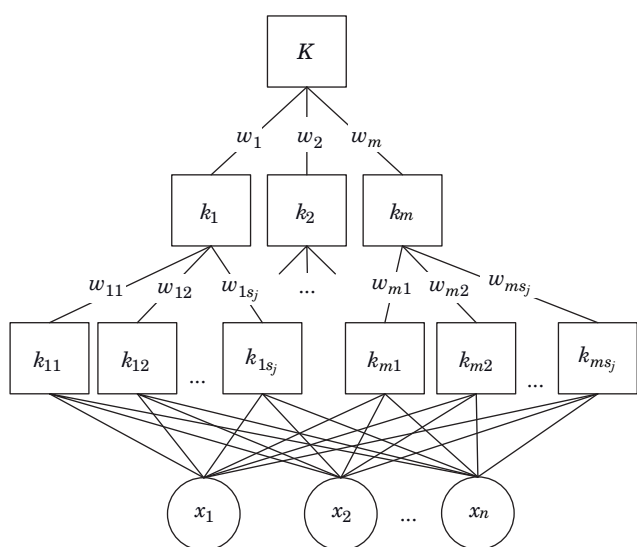 K
w₁ w₂ wₘ
k₁ k₂ kₘ
w₁₁ w₁₂ w₁ₛⱼ ... wₘ₁ wₘ₂ wₘₛⱼ
k₁₁ k₁₂ ... k₁ₛⱼ kₘ₁ kₘ₂ ... kₘₛⱼ
x₁ x₂ ... xₙ